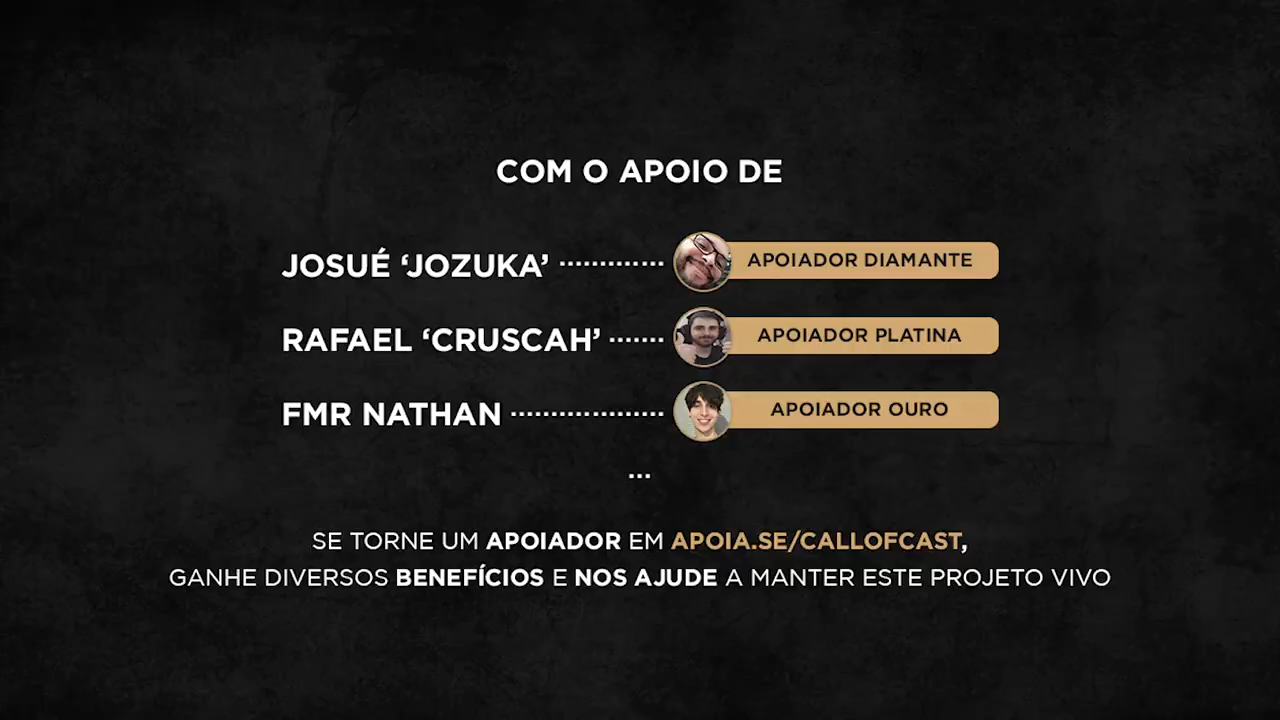 COM O APOIO DE
JOSUÉ ‘JOZUKA’ ............. APOIADOR DIAMANTE
RAFAEL ‘CRUSCAH’ ....... APOIADOR PLATINA
FMR NATHAN ................... APOIADOR OURO
...
SE TORNE UM APOIADOR EM APOIA.SE/CALLOFCAST,
GANHE DIVERSOS BENEFÍCIOS E NOS AJUDE A MANTER ESTE PROJETO VIVO